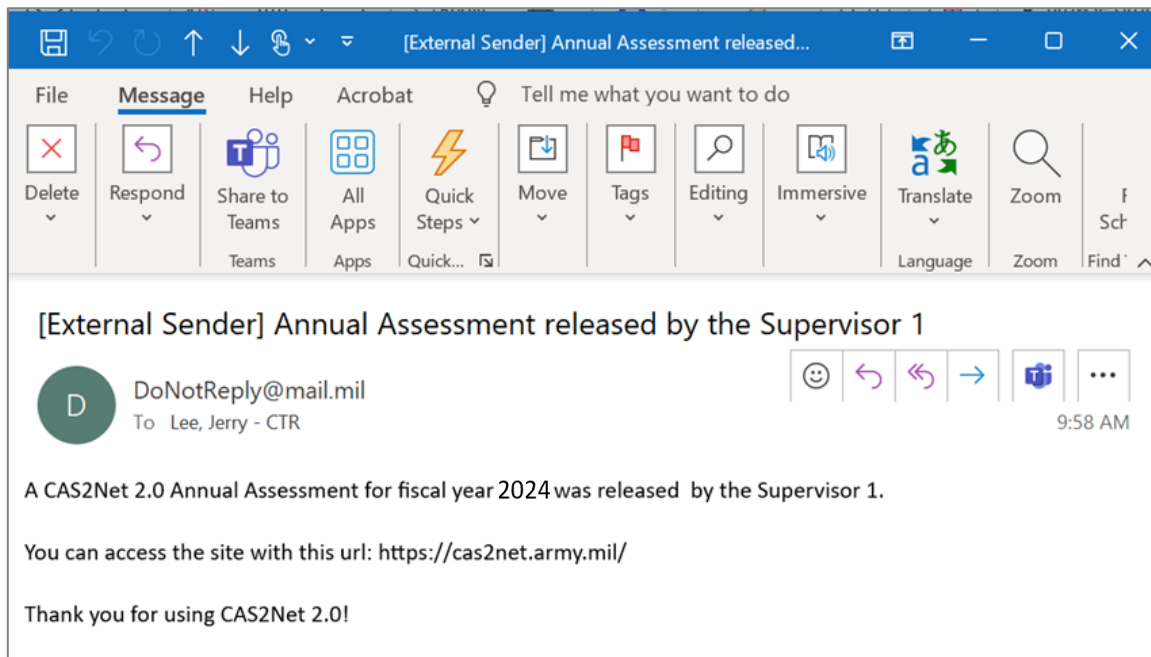 [External Sender] Annual Assessment released...
File Message Help Acrobat Tell me what you want to do
Delete Respond Share to Teams All Apps Quick Steps Move Tags Editing Immersive Translate Zoom
Teams Apps Quick... Language Zoom Find
[External Sender] Annual Assessment released by the Supervisor 1
D
DoNotReply@mail.mil
To Lee, Jerry - CTR
9:58 AM
A CAS2Net 2.0 Annual Assessment for fiscal year 2024 was released by the Supervisor 1.
You can access the site with this url: https://cas2net.army.mil/
Thank you for using CAS2Net 2.0!